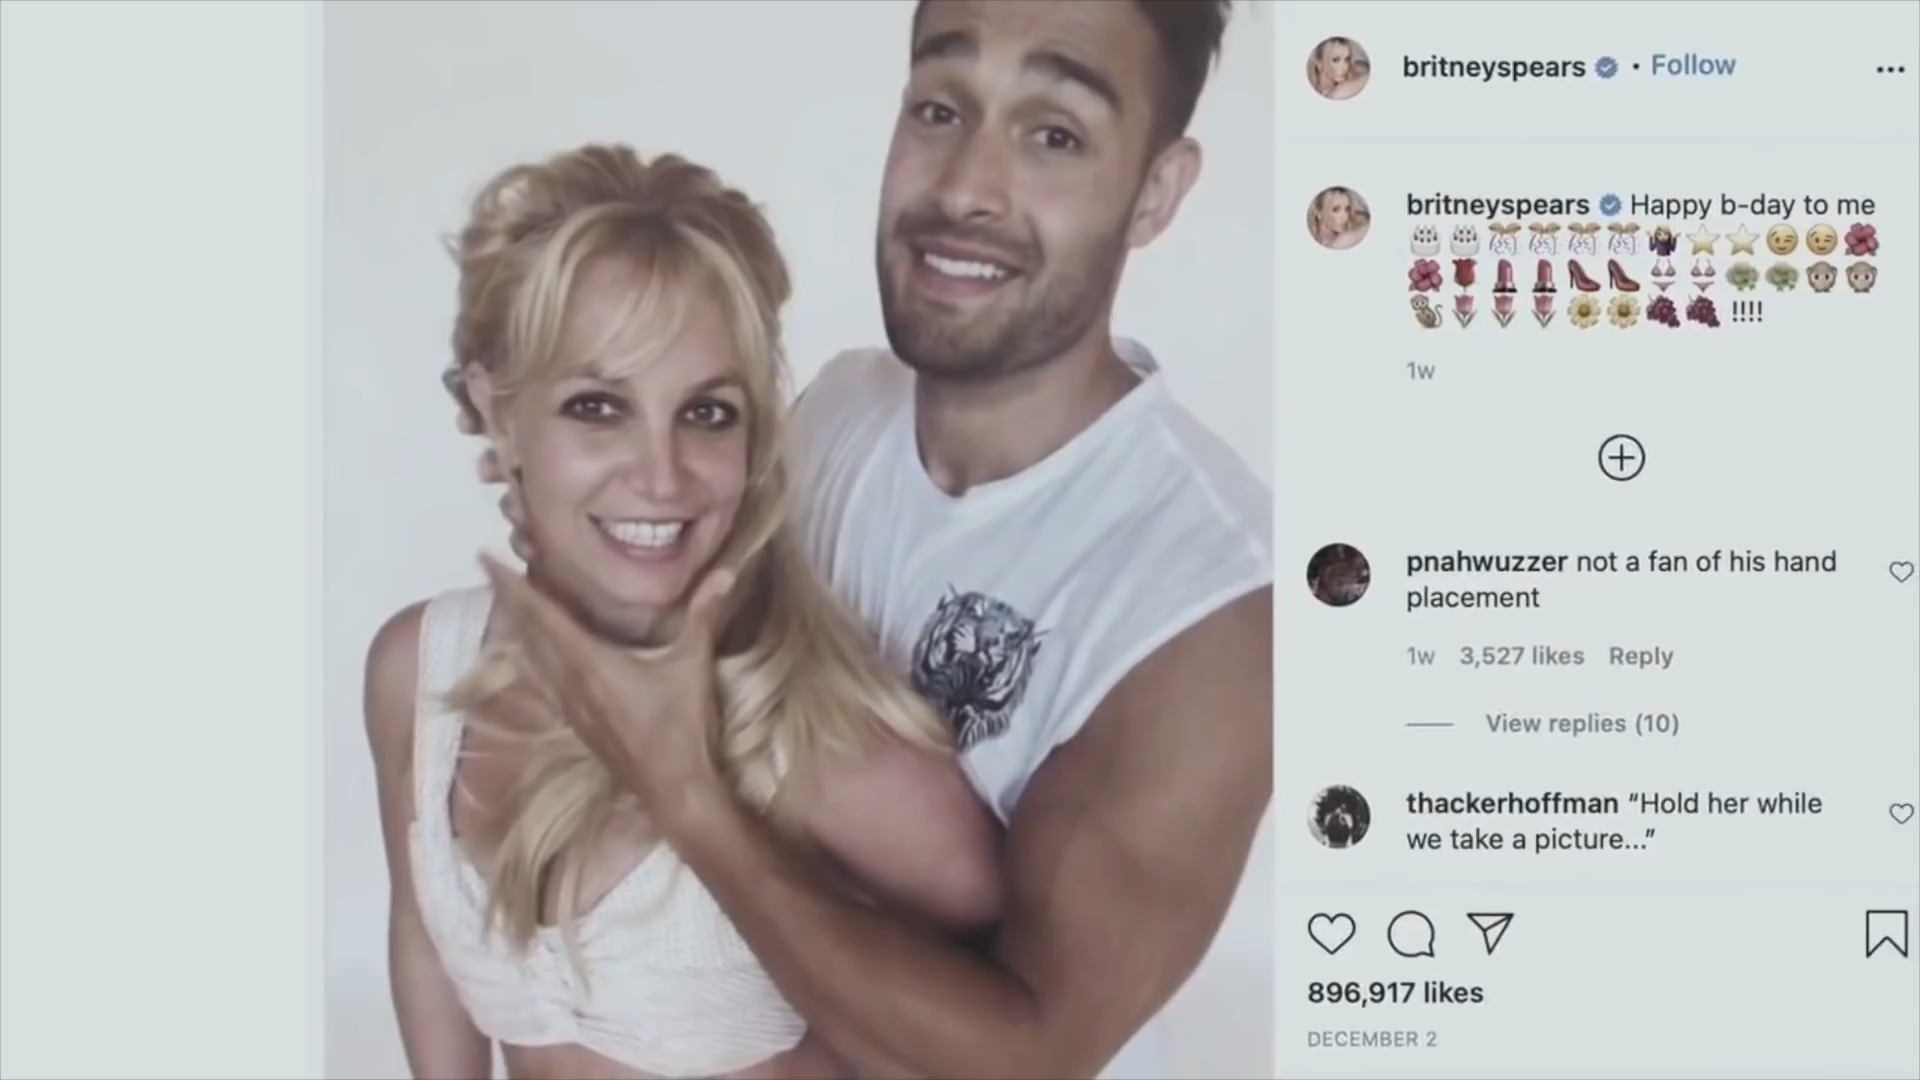 britneyspears • Follow
britneyspears Happy b-day to me
!!!!
1w
pnahwuzzer not a fan of his hand
placement
1w 3,527 likes Reply
View replies (10)
thackerhoffman “Hold her while
we take a picture...”
896,917 likes
DECEMBER 2